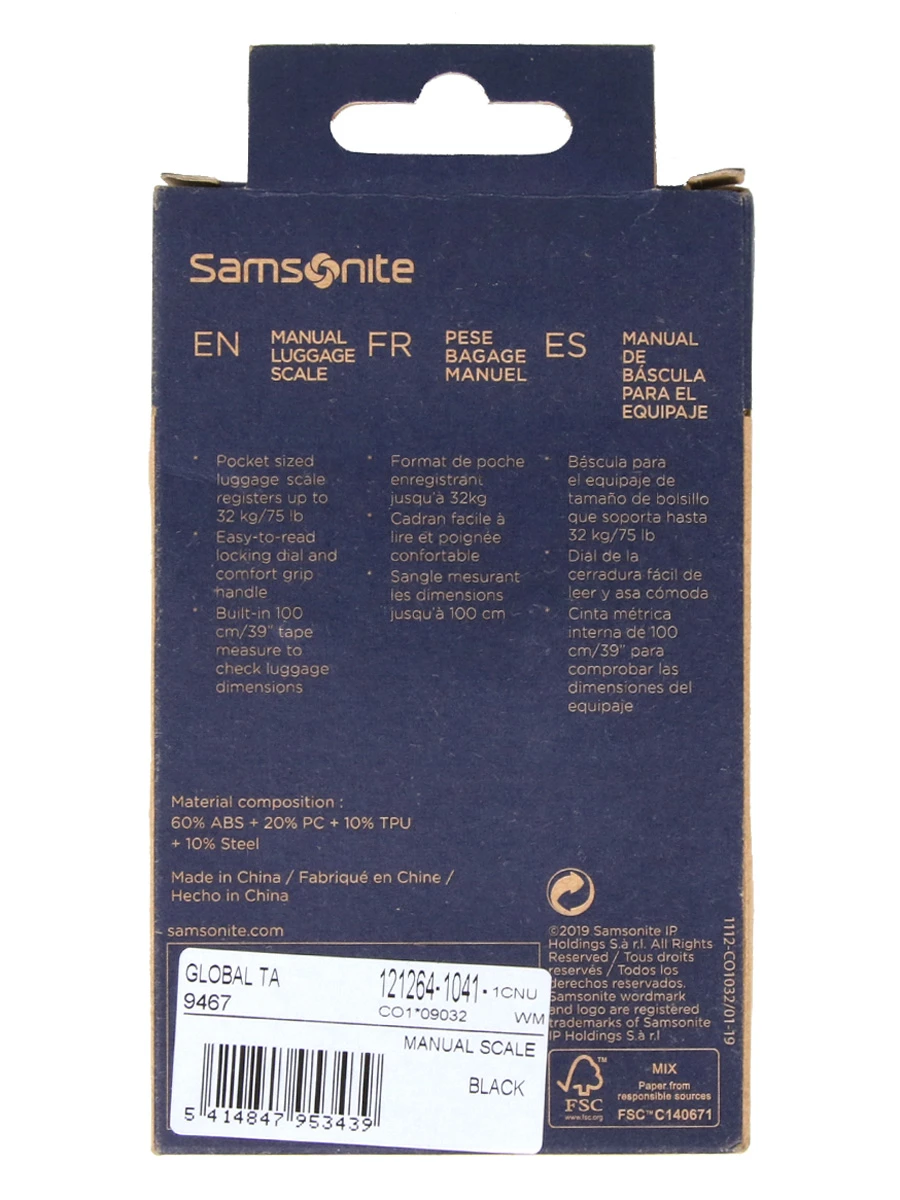 Samsonite
EN
MANUAL
LUGGAGE
SCALE
FR
PESE
BAGAGE
MANUEL
ES
MANUAL
DE
BÁSCULA
PARA EL
EQUIPAJE
• Pocket sized
luggage scale
registers up to
32 kg/75 lb
• Easy-to-read
locking dial and
comfort grip
handle
• Built-in 100
cm/39" tape
measure to
check luggage
dimensions
• Format de poche
enregistrant
jusqu'à 32kg
• Cadran facile à
lire et poignée
confortable
• Sangle mesurant
les dimensions
jusqu'à 100 cm
• Báscula para
el equipaje de
tamaño de bolsillo
que soporta hasta
32 kg/75 lb
• Dial de la
cerradura fácil de
leer y asa cómoda
• Cinta métrica
interna de 100
cm/39" para
comprobar las
dimensiones del
equipaje
Material composition :
60% ABS + 20% PC + 10% TPU
+ 10% Steel
Made in China / Fabriqué en Chine /
Hecho in China
samsonite.com
©2019 Samsonite IP
Holdings S.à r.l. All Rights
Reserved / Tous droits
reservés / Todos los
derechos reservados.
Samsonite wordmark
and logo are registered
trademarks of Samsonite
IP Holdings S.à r.l
1112-CO1032/01-19
GLOBAL TA
9467
121264-1041-1CNU
CO1*09032 WM
MANUAL SCALE
BLACK
5 414847 953439
FSC™
www.fsc.org
MIX
Paper from
responsible sources
FSC™ C140671